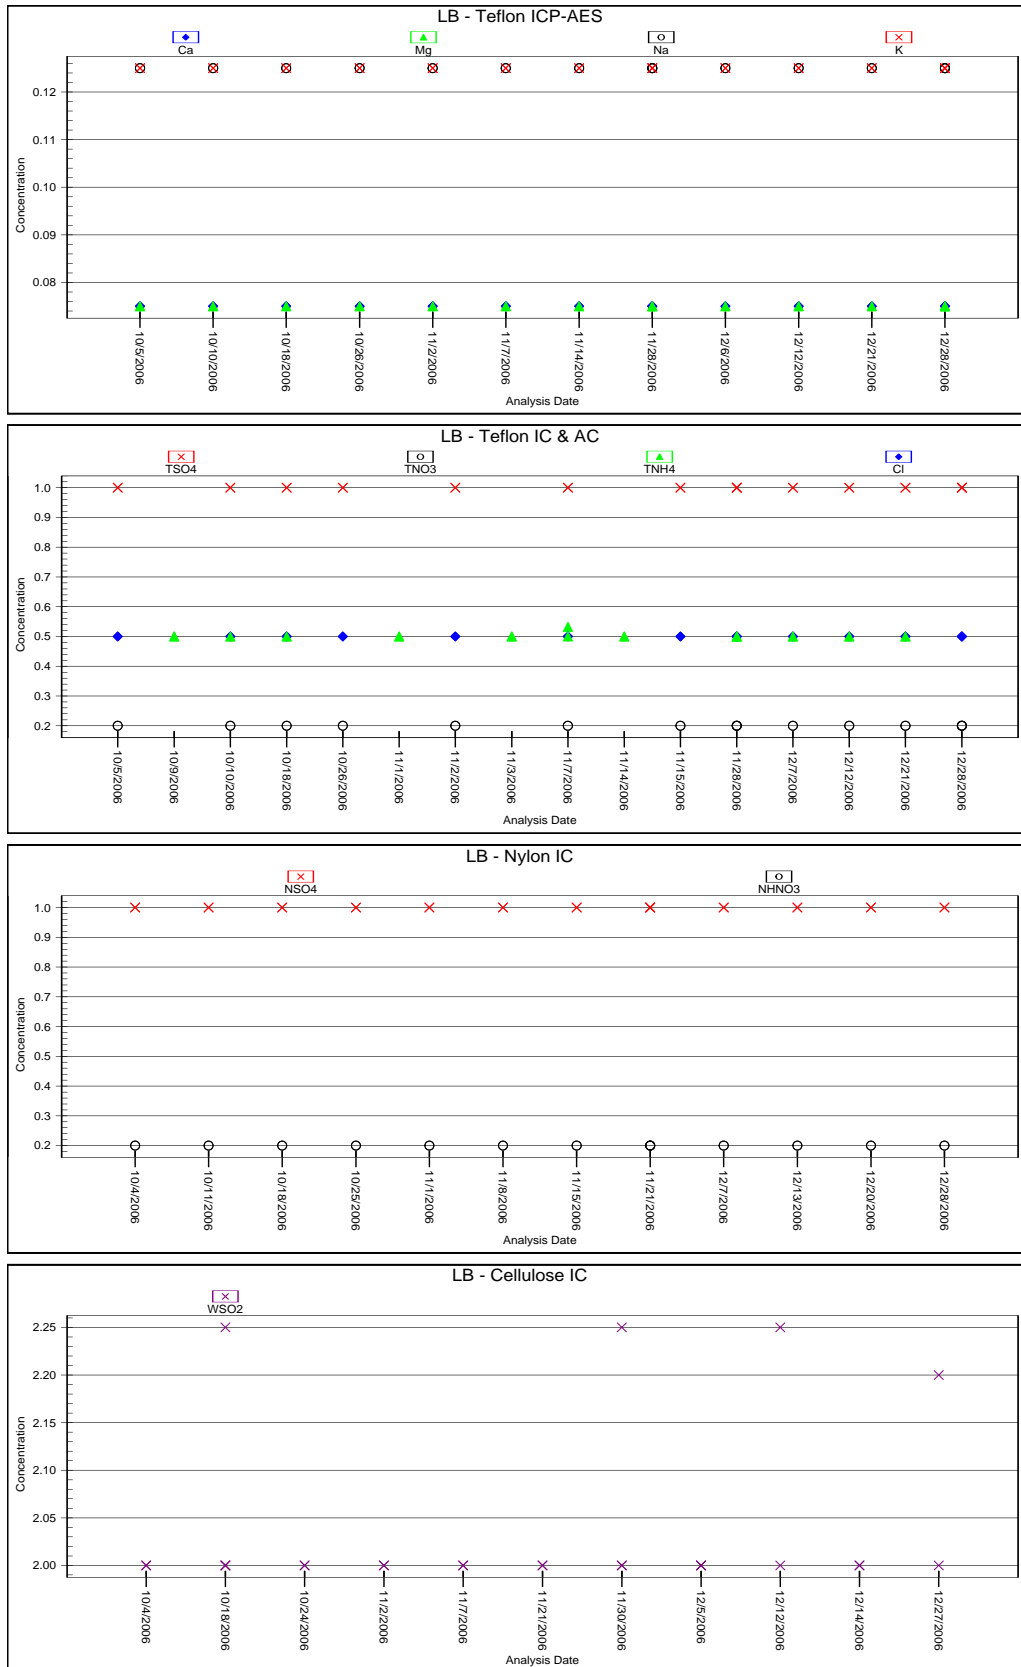 LB - Teflon ICP-AES
Ca Mg Na K
0.12
0.11
0.10
0.09
0.08
Concentration
10/5/2006 10/10/2006 10/18/2006 10/26/2006 11/2/2006 11/7/2006 11/14/2006 11/28/2006 12/6/2006 12/12/2006 12/21/2006 12/28/2006
Analysis Date
LB - Teflon IC & AC
TSO4 TNO3 TNH4 Cl
1.0
0.9
0.8
0.7
0.6
0.5
0.4
0.3
0.2
Concentration
10/5/2006 10/9/2006 10/10/2006 10/18/2006 10/26/2006 11/1/2006 11/2/2006 11/3/2006 11/7/2006 11/14/2006 11/15/2006 11/28/2006 12/7/2006 12/12/2006 12/21/2006 12/28/2006
Analysis Date
LB - Nylon IC
NSO4 NHNO3
1.0
0.9
0.8
0.7
0.6
0.5
0.4
0.3
0.2
Concentration
10/4/2006 10/11/2006 10/18/2006 10/25/2006 11/1/2006 11/8/2006 11/15/2006 11/21/2006 12/7/2006 12/13/2006 12/20/2006 12/28/2006
Analysis Date
LB - Cellulose IC
WSO2
2.25
2.20
2.15
2.10
2.05
2.00
Concentration
10/4/2006 10/18/2006 10/24/2006 11/2/2006 11/7/2006 11/21/2006 11/30/2006 12/5/2006 12/12/2006 12/14/2006 12/27/2006
Analysis Date